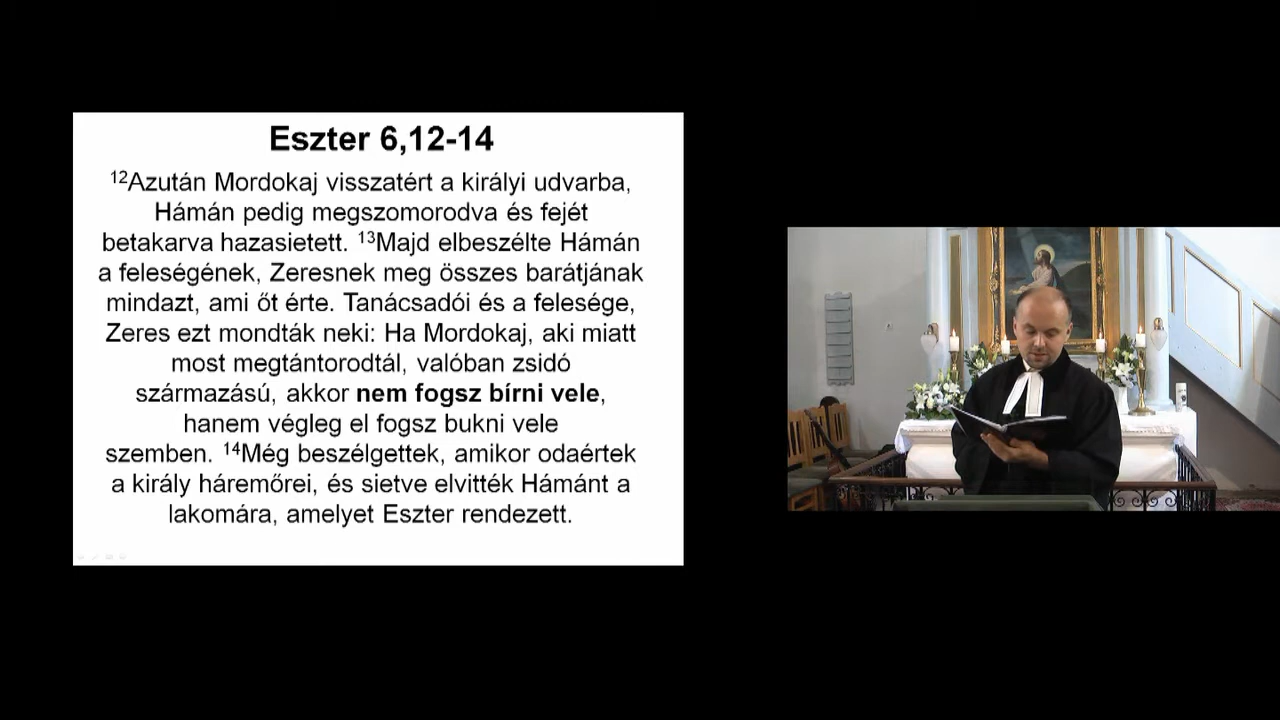 Eszter 6,12-14
¹²Azután Mordokaj visszatért a királyi udvarba,
Hámán pedig megszomorodva és fejét
betakarva hazasietett. ¹³Majd elbeszélte Hámán
a feleségének, Zeresnek meg összes barátjának
mindazt, ami őt érte. Tanácsadói és a felesége,
Zeres ezt mondták neki: Ha Mordokaj, aki miatt
most megtántorodtál, valóban zsidó
származású, akkor nem fogsz bírni vele,
hanem végleg el fogsz bukni vele
szemben. ¹⁴Még beszélgettek, amikor odaértek
a király háremőrei, és sietve elvitték Hámánt a
lakomára, amelyet Eszter rendezett.